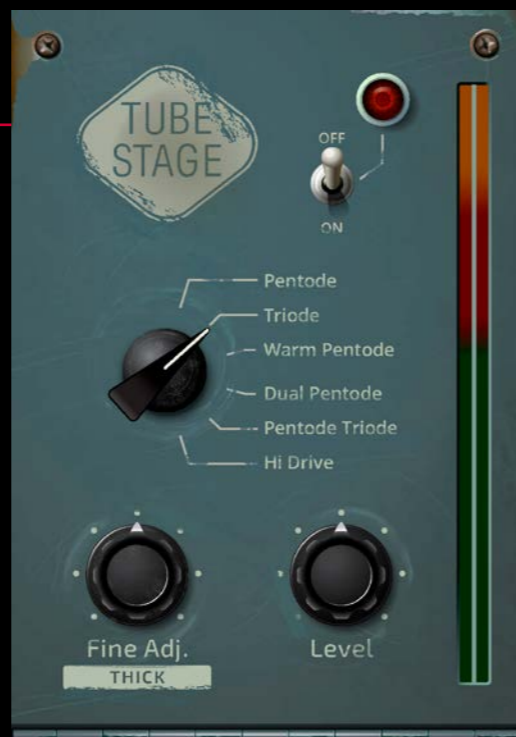 TUBE
STAGE
OFF
ON
Pentode
Triode
Warm Pentode
Dual Pentode
Pentode Triode
Hi Drive
Fine Adj.
Level
THICK